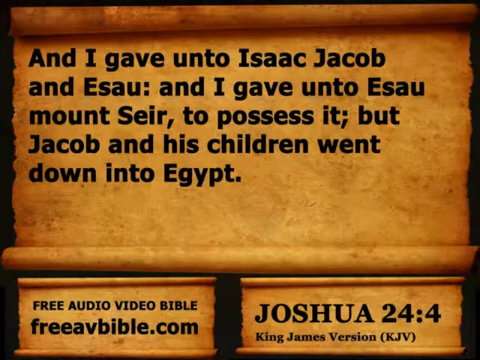 And I gave unto Isaac Jacob
and Esau: and I gave unto Esau
mount Seir, to possess it; but
Jacob and his children went
down into Egypt.
FREE AUDIO VIDEO BIBLE
freeavbible.com
JOSHUA 24:4
King James Version (KJV)